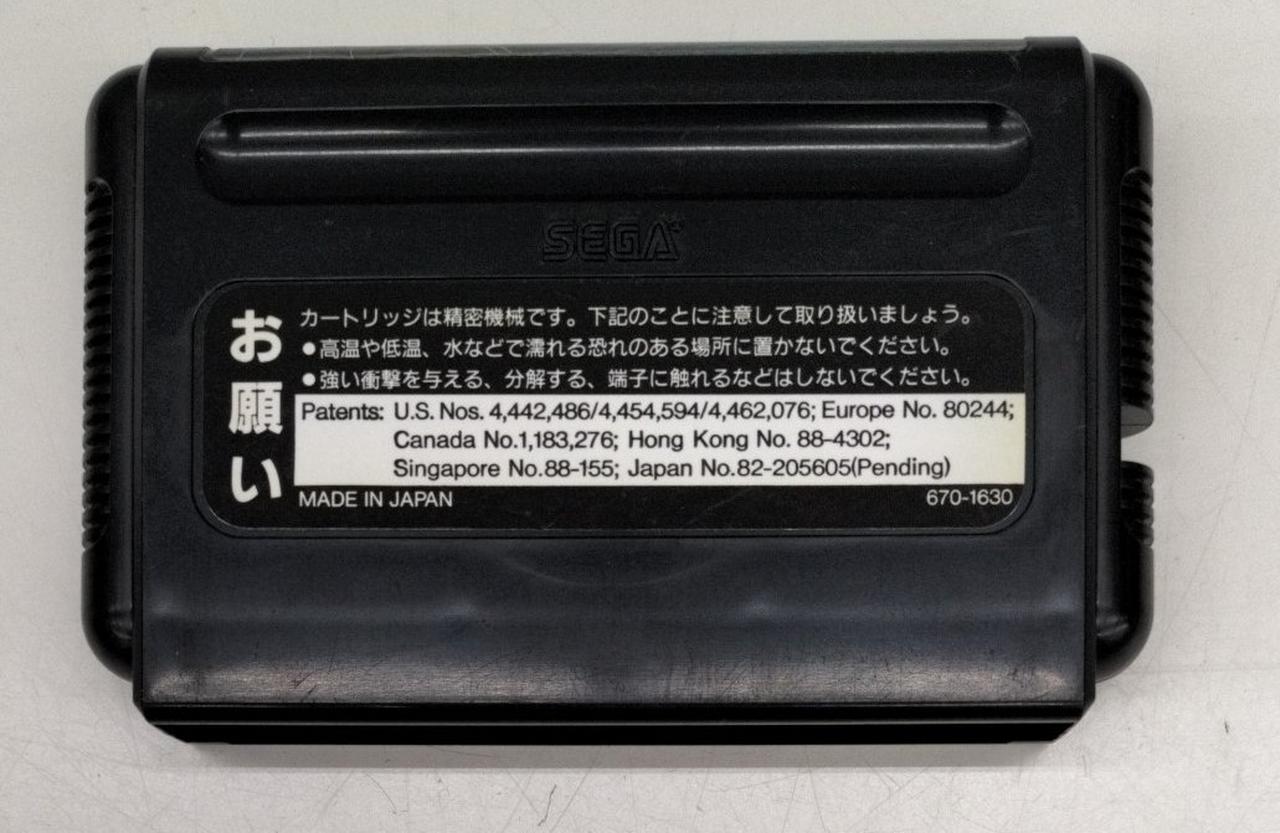 SEGA
お願い
カートリッジは精密機械です。下記のことに注意して取り扱いましょう。
●高温や低温、水などで濡れる恐れのある場所に置かないでください。
●強い衝撃を与える、分解する、端子に触れるなどはしないでください。
Patents: U.S. Nos. 4,442,486/4,454,594/4,462,076; Europe No. 80244;
Canada No.1,183,276; Hong Kong No. 88-4302;
Singapore No.88-155; Japan No.82-205605(Pending)
MADE IN JAPAN 670-1630